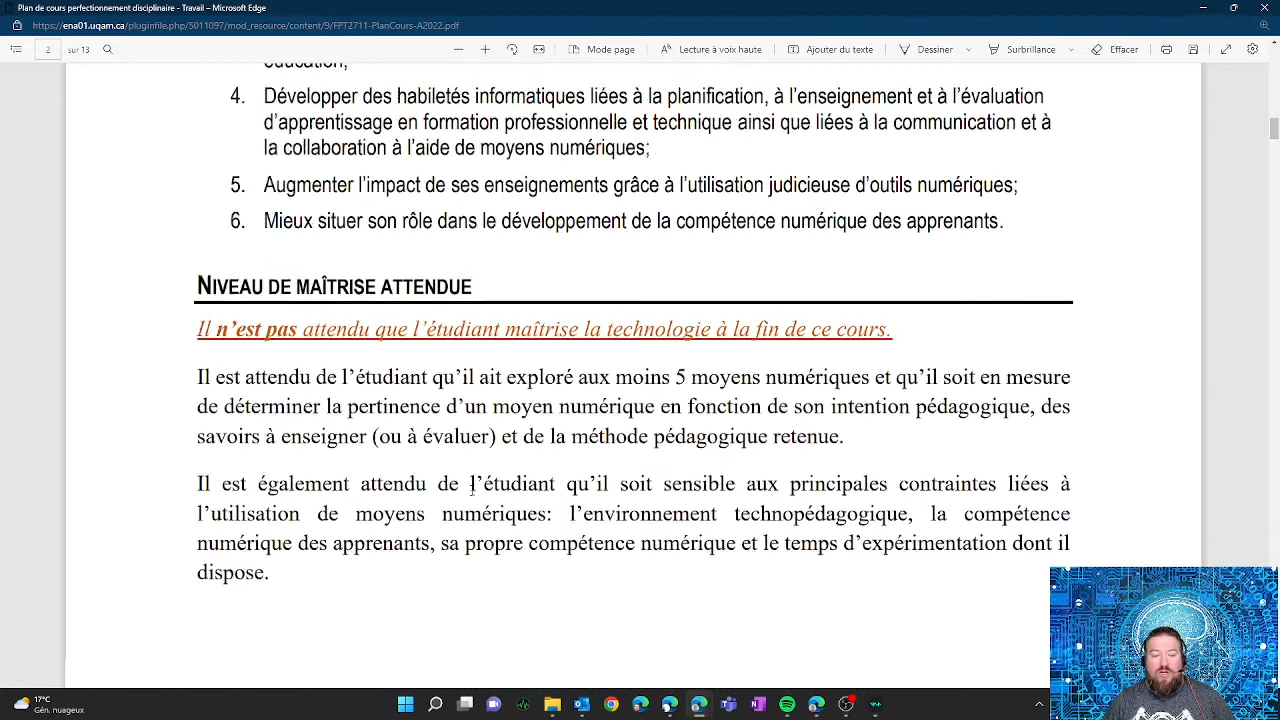 Plan de cours perfectionnement disciplinaire - Travail – Microsoft Edge
https://ena01.uqam.ca/pluginfile.php/5011097/mod_resource/content/9/FPT2711-PlanCours-A2022.pdf
2 sur 13 Mode page Lecture à voix haute Ajouter du texte Dessiner Surbrillance Effacer
éducation;
4. Développer des habiletés informatiques liées à la planification, à l’enseignement et à l’évaluation
d’apprentissage en formation professionnelle et technique ainsi que liées à la communication et à
la collaboration à l’aide de moyens numériques;
5. Augmenter l’impact de ses enseignements grâce à l’utilisation judicieuse d’outils numériques;
6. Mieux situer son rôle dans le développement de la compétence numérique des apprenants.
NIVEAU DE MAÎTRISE ATTENDUE
Il n’est pas attendu que l’étudiant maîtrise la technologie à la fin de ce cours.
Il est attendu de l’étudiant qu’il ait exploré aux moins 5 moyens numériques et qu’il soit en mesure
de déterminer la pertinence d’un moyen numérique en fonction de son intention pédagogique, des
savoirs à enseigner (ou à évaluer) et de la méthode pédagogique retenue.
Il est également attendu de l’étudiant qu’il soit sensible aux principales contraintes liées à
l’utilisation de moyens numériques: l’environnement technopédagogique, la compétence
numérique des apprenants, sa propre compétence numérique et le temps d’expérimentation dont il
dispose.
17°C
Gén. nuageux